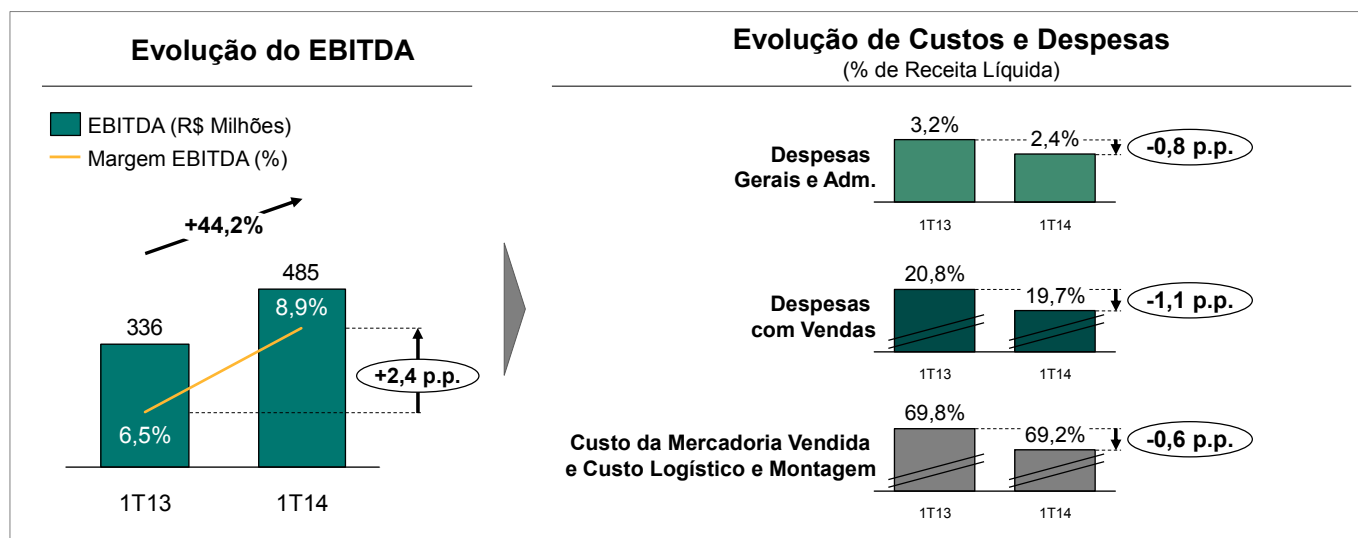 Evolução do EBITDA
EBITDA (R$ Milhões)
Margem EBITDA (%)
+44,2%
336
485
8,9%
6,5%
+2,4 p.p.
1T13
1T14
Evolução de Custos e Despesas
(% de Receita Líquida)
Despesas
Gerais e Adm.
3,2%
2,4%
-0,8 p.p.
1T13
1T14
Despesas
com Vendas
20,8%
19,7%
-1,1 p.p.
1T13
1T14
Custo da Mercadoria Vendida
e Custo Logístico e Montagem
69,8%
69,2%
-0,6 p.p.
1T13
1T14